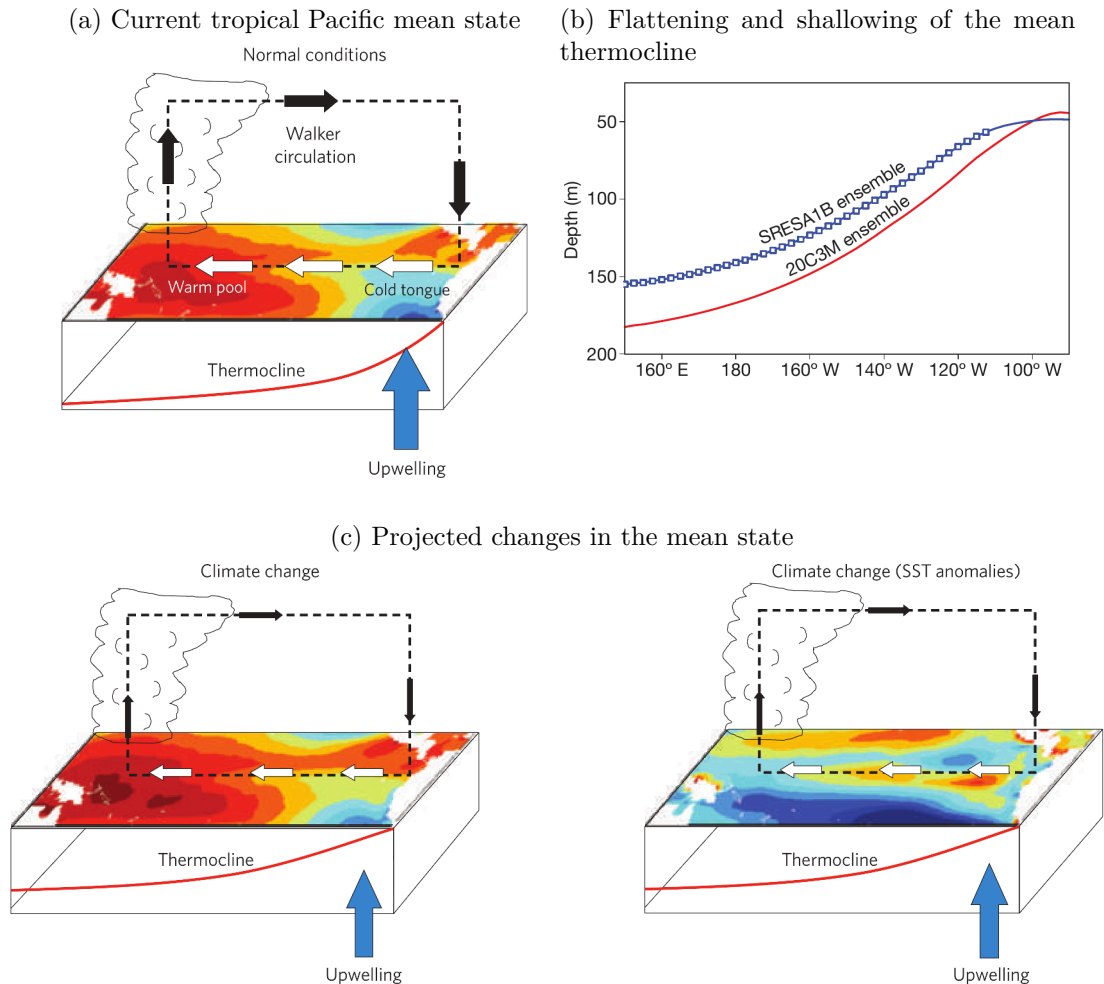 (a) Current tropical Pacific mean state
Normal conditions
Walker
circulation
Warm pool
Cold tongue
Thermocline
Upwelling
(b) Flattening and shallowing of the mean
thermocline
50
100
150
200
Depth (m)
SRESA1B ensemble
20C3M ensemble
160° E
180
160° W
140° W
120° W
100° W
(c) Projected changes in the mean state
Climate change
Thermocline
Upwelling
Climate change (SST anomalies)
Thermocline
Upwelling